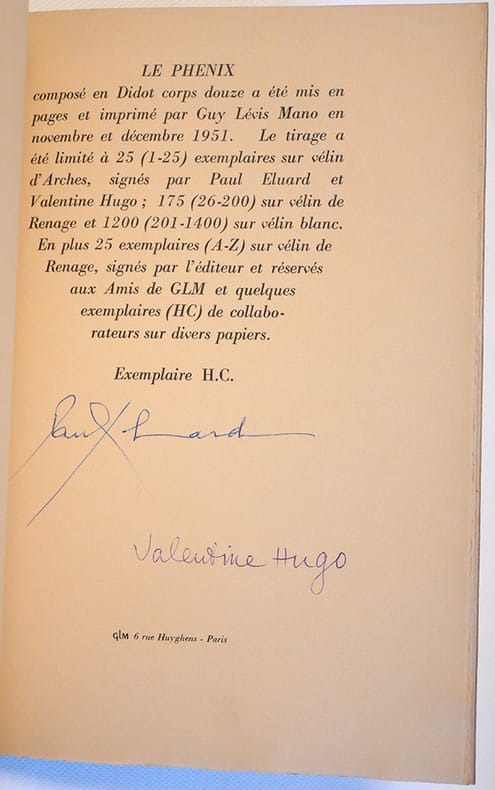 LE PHENIX
composé en Didot corps douze a été mis en
pages et imprimé par Guy Lévis Mano en
novembre et décembre 1951. Le tirage a
été limité à 25 (1-25) exemplaires sur vélin
d'Arches, signés par Paul Eluard et
Valentine Hugo ; 175 (26-200) sur vélin de
Renage et 1200 (201-1400) sur vélin blanc.
En plus 25 exemplaires (A-Z) sur vélin de
Renage, signés par l'éditeur et réservés
aux Amis de GLM et quelques
exemplaires (HC) de collabo-
rateurs sur divers papiers.
Exemplaire H.C.
Paul Eluard
Valentine Hugo
GLM 6 rue Huyghens - Paris